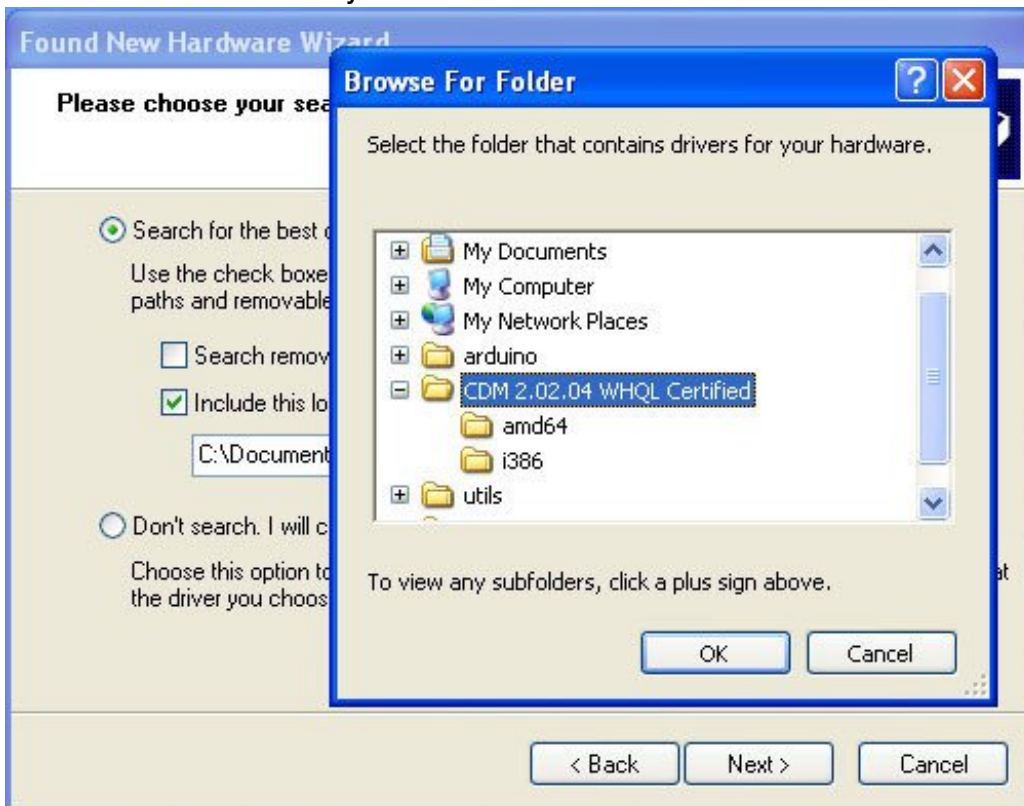 Found New Hardware Wizard
Browse For Folder
Please choose your sea
Select the folder that contains drivers for your hardware.
Search for the best
Use the check boxe
paths and removable
Search remov
Include this lo
C:\Document
Don't search. I will c
Choose this option to
the driver you choos
My Documents
My Computer
My Network Places
arduino
CDM 2.02.04 WHQL Certified
amd64
i386
utils
To view any subfolders, click a plus sign above.
at
OK
Cancel
< Back
Next >
Cancel